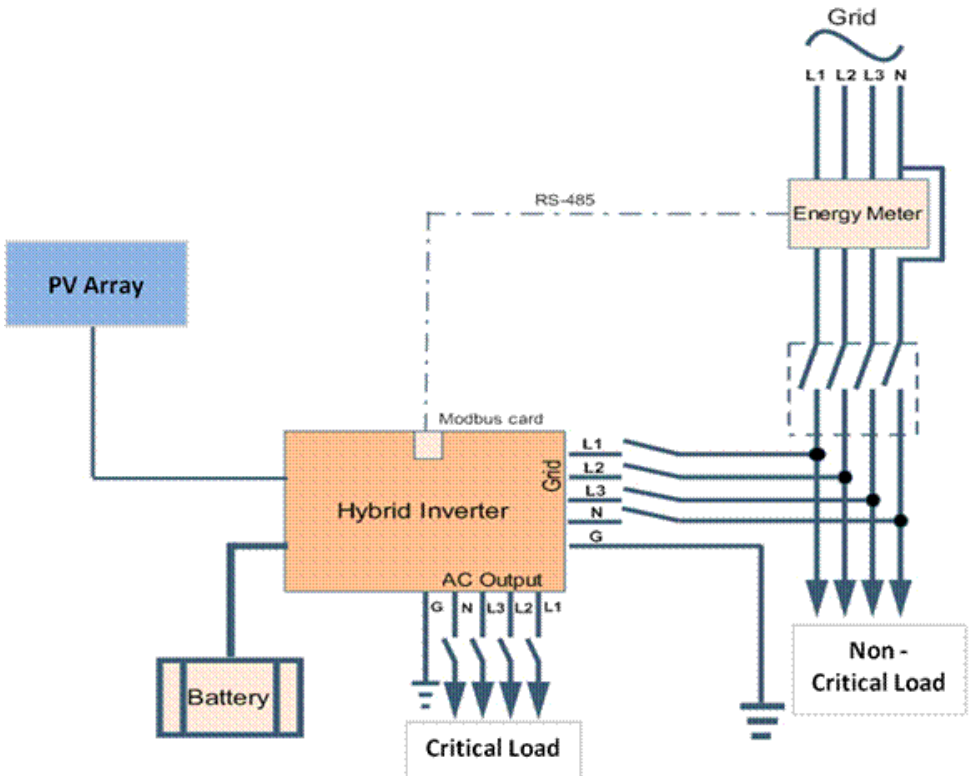 Grid
L1 L2 L3 N
Energy Meter
RS-485
PV Array
Modbus card
Hybrid Inverter
Grid
L1
L2
L3
N
G
AC Output
G N L3 L2 L1
Battery
Critical Load
Non -
Critical Load